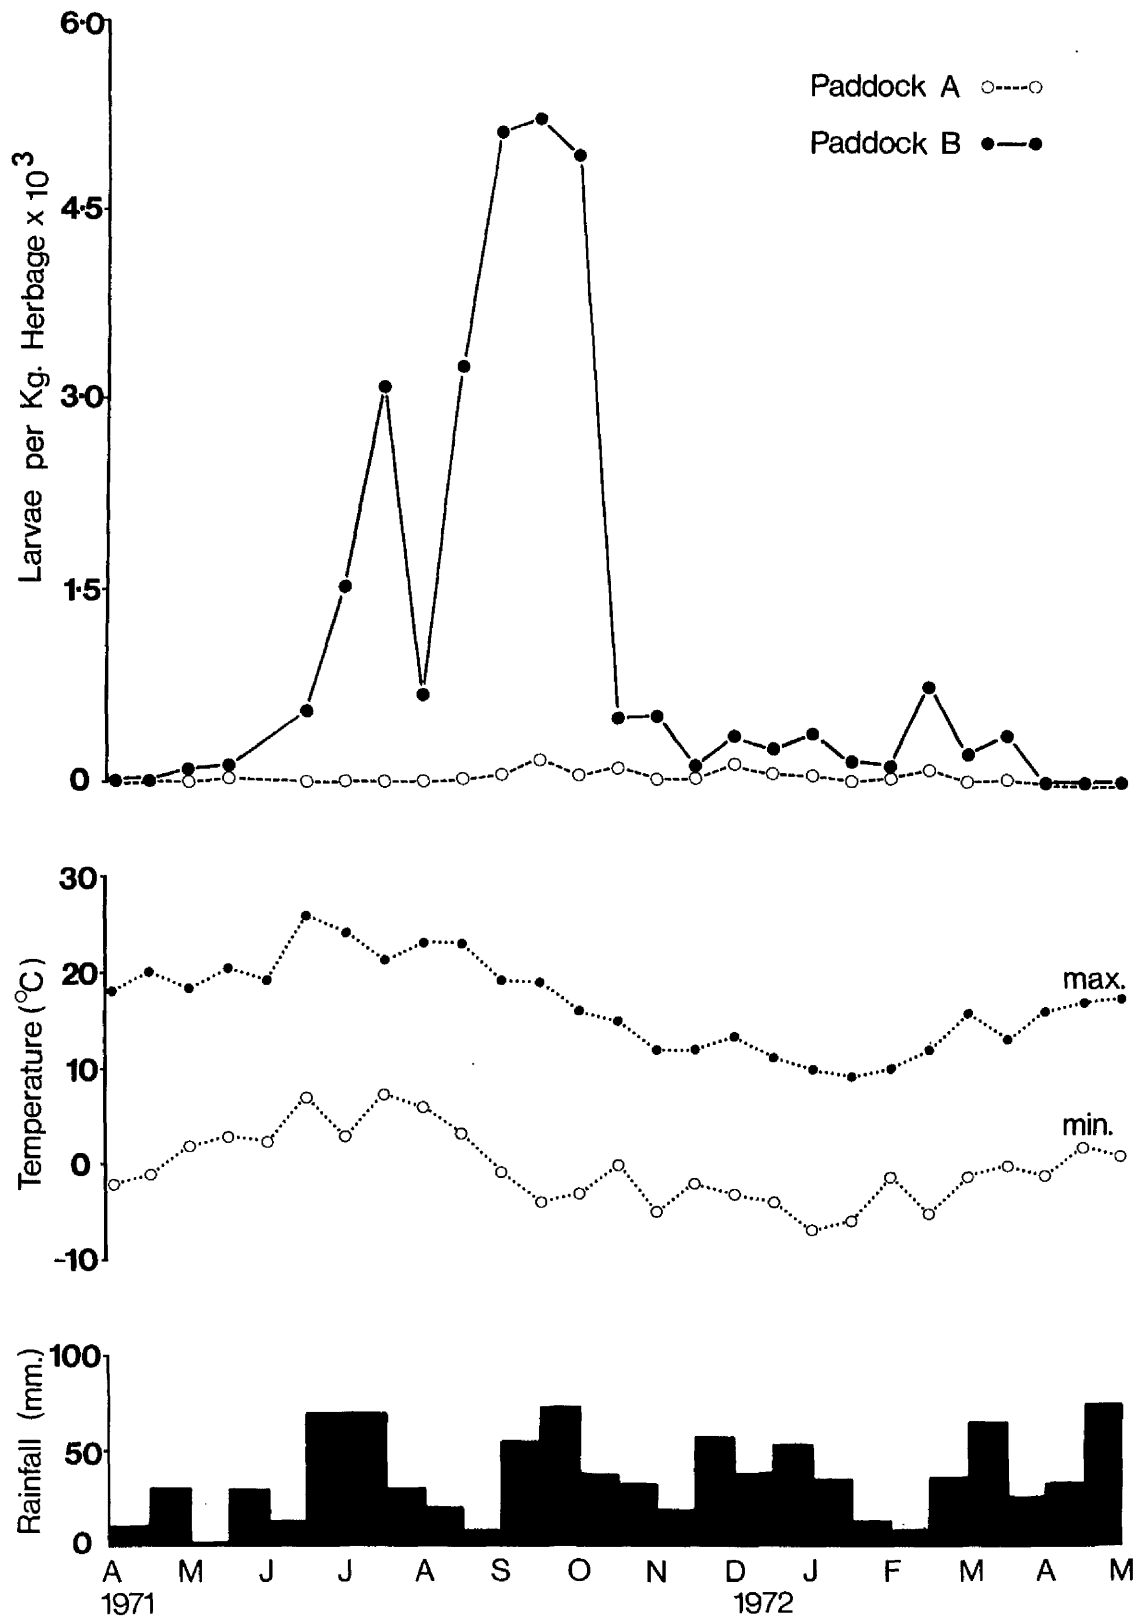 6·0
Paddock A
Paddock B
4·5
3·0
1·5
0
Larvae per Kg. Herbage x 10³
30
20
10
0
-10
Temperature (°C)
max.
min.
100
50
0
Rainfall (mm.)
A M J J A S O N D J F M A M
1971 1972